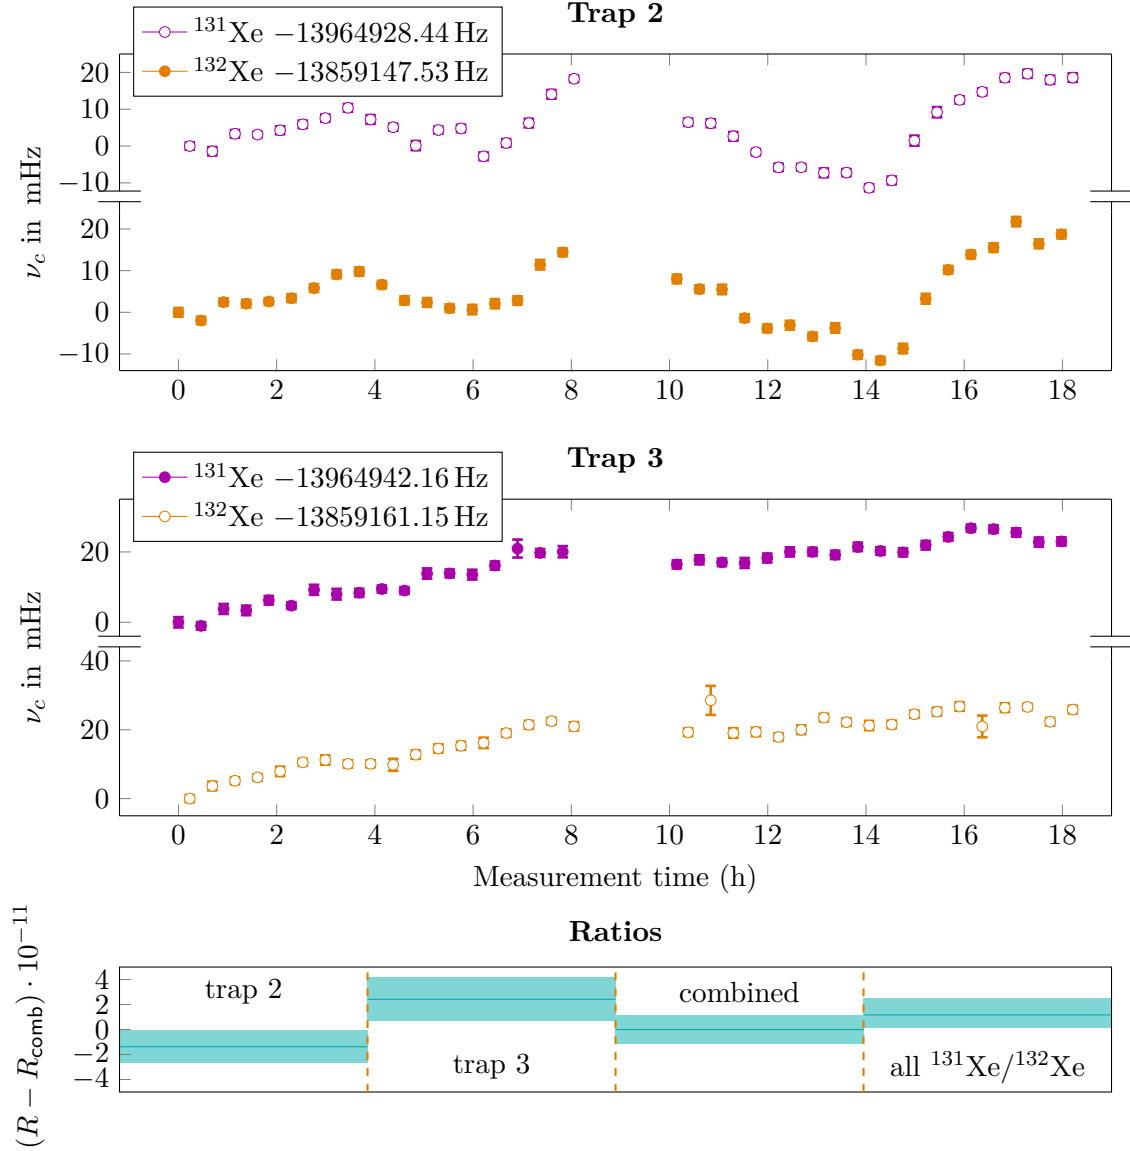 Trap 2
¹³¹Xe −13964928.44 Hz
¹³²Xe −13859147.53 Hz
20
10
0
−10
20
10
0
−10
ν_c in mHz
0 2 4 6 8 10 12 14 16 18
Trap 3
¹³¹Xe −13964942.16 Hz
¹³²Xe −13859161.15 Hz
20
0
40
20
0
ν_c in mHz
0 2 4 6 8 10 12 14 16 18
Measurement time (h)
Ratios
(R − R_comb) · 10⁻¹¹
4
2
0
−2
−4
trap 2
trap 3
combined
all ¹³¹Xe/¹³²Xe